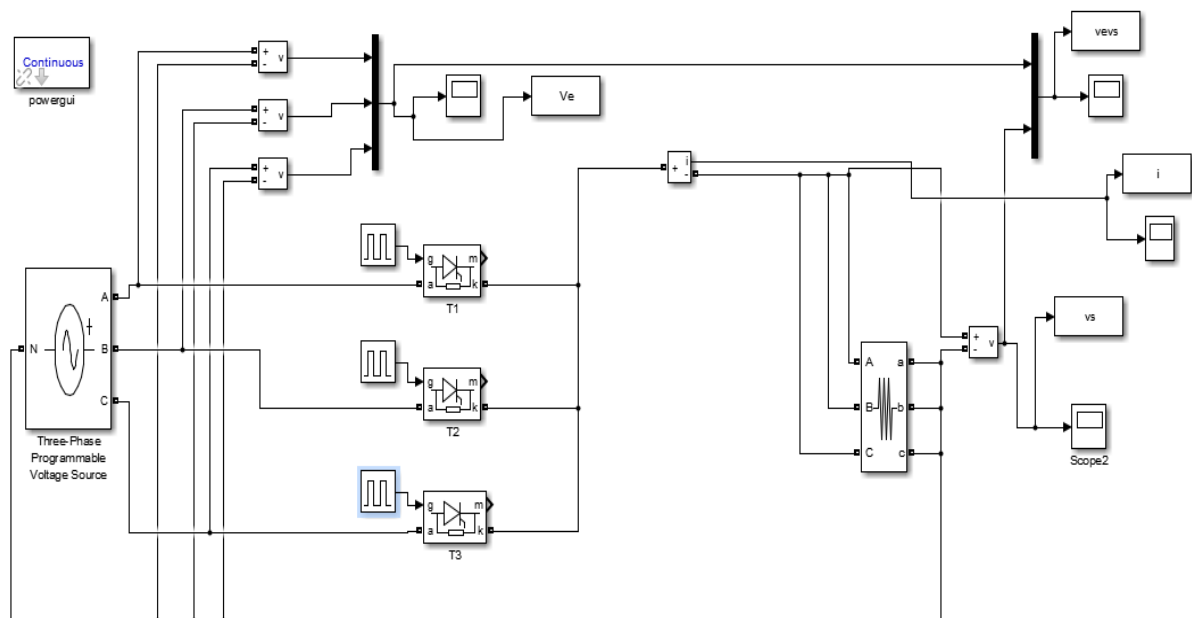 Continuous
powergui
+
-
v
+
-
v
+
-
v
Ve
vevs
+
i
-
i
g
m
a
k
T1
A
N
B
C
Three-Phase
Programmable
Voltage Source
g
m
a
k
T2
g
m
a
k
T3
A
a
B
b
C
c
+
-
v
vs
Scope2